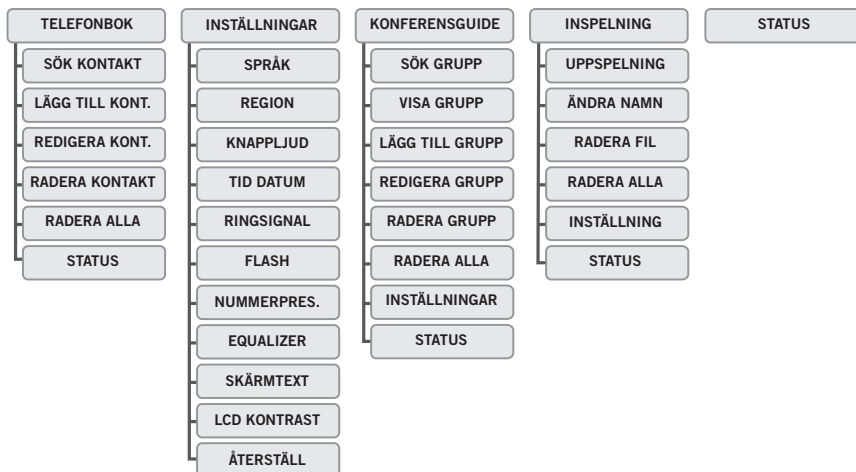 TELEFONBOK
SÖK KONTAKT
LÄGG TILL KONT.
REDIGERA KONT.
RADERA KONTAKT
RADERA ALLA
STATUS
INSTÄLLNINGAR
SPRÅK
REGION
KNAPPLJUD
TID DATUM
RINGSIGNAL
FLASH
NUMMERPRES.
EQUALIZER
SKÄRMTEXT
LCD KONTRAST
ÅTERSTÄLL
KONFERENSGUIDE
SÖK GRUPP
VISA GRUPP
LÄGG TILL GRUPP
REDIGERA GRUPP
RADERA GRUPP
RADERA ALLA
INSTÄLLNINGAR
STATUS
INSPELNING
UPPSPELNING
ÄNDRA NAMN
RADERA FIL
RADERA ALLA
INSTÄLLNING
STATUS
STATUS